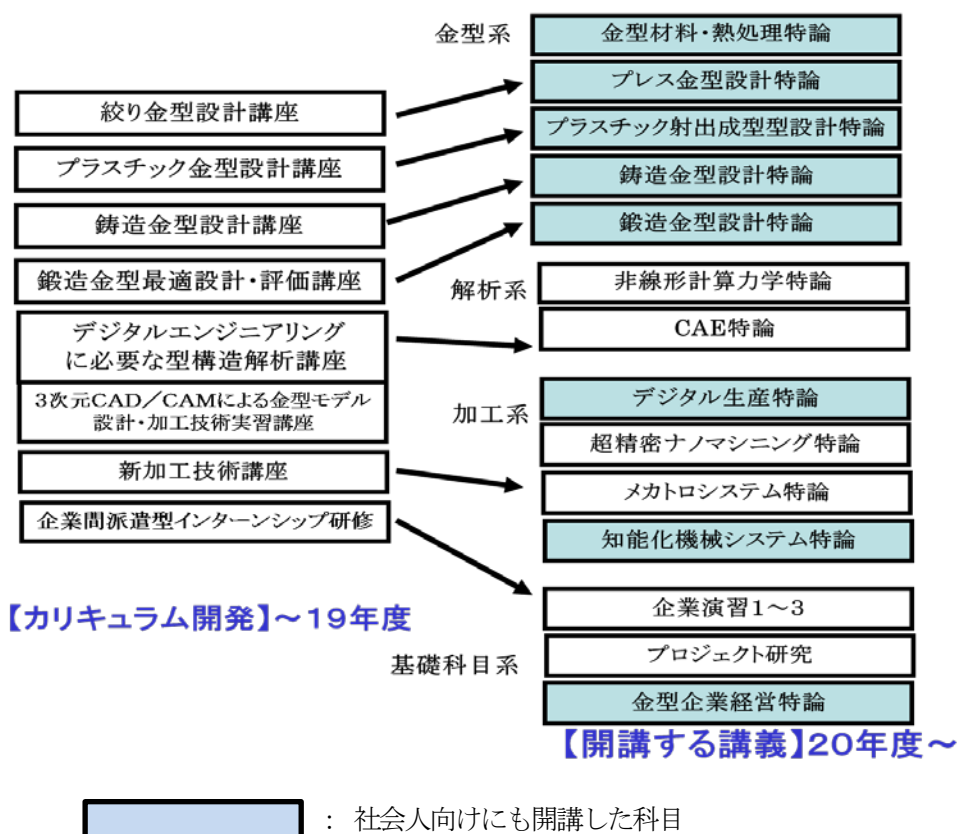 絞り金型設計講座
プラスチック金型設計講座
鋳造金型設計講座
鍛造金型最適設計・評価講座
デジタルエンジニアリング
に必要な型構造解析講座
3次元CAD/CAMによる金型モデル
設計・加工技術実習講座
新加工技術講座
企業間派遣型インターンシップ研修
【カリキュラム開発】～19年度
金型系
金型材料・熱処理特論
プレス金型設計特論
プラスチック射出成型型設計特論
鋳造金型設計特論
鍛造金型設計特論
解析系
非線形計算力学特論
CAE特論
加工系
デジタル生産特論
超精密ナノマシニング特論
メカトロシステム特論
知能化機械システム特論
基礎科目系
企業演習1～3
プロジェクト研究
金型企業経営特論
【開講する講義】20年度～
: 社会人向けにも開講した科目